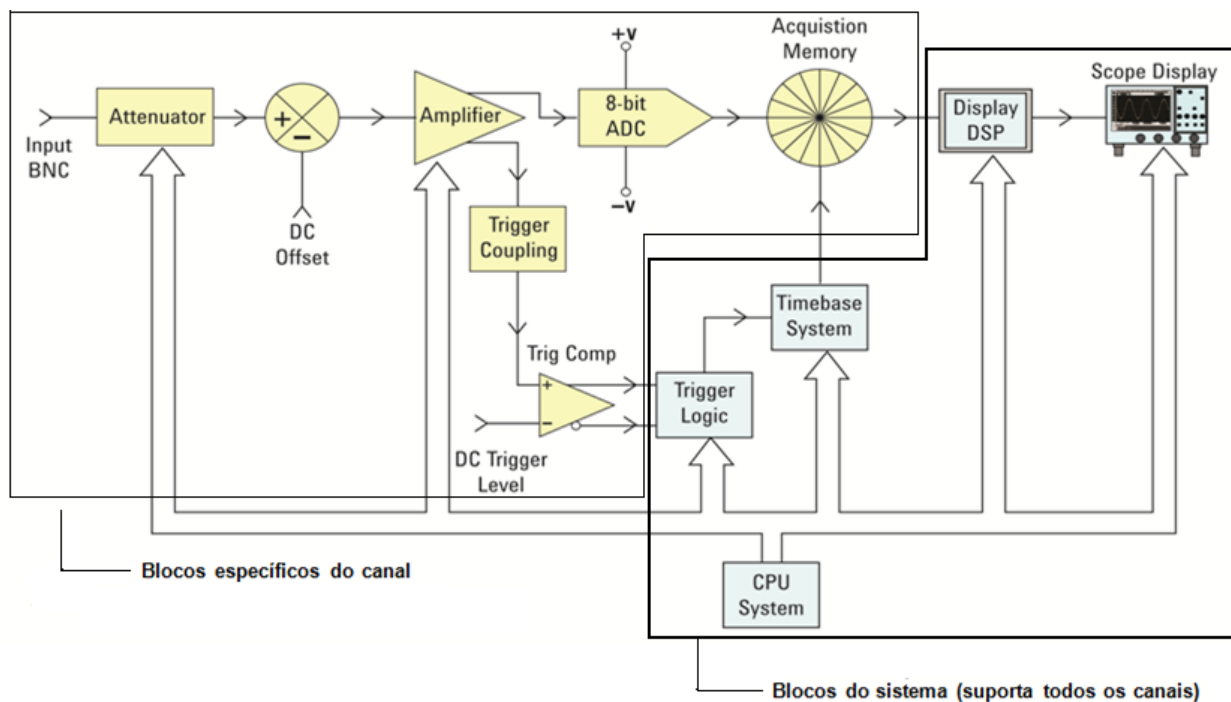 Acquistion
Memory
Scope Display
+v
Attenuator
+
−
Amplifier
8-bit
ADC
Display
DSP
Input
BNC
−v
DC
Offset
Trigger
Coupling
Timebase
System
Trig Comp
+
−
Trigger
Logic
DC Trigger
Level
Blocos específicos do canal
CPU
System
Blocos do sistema (suporta todos os canais)